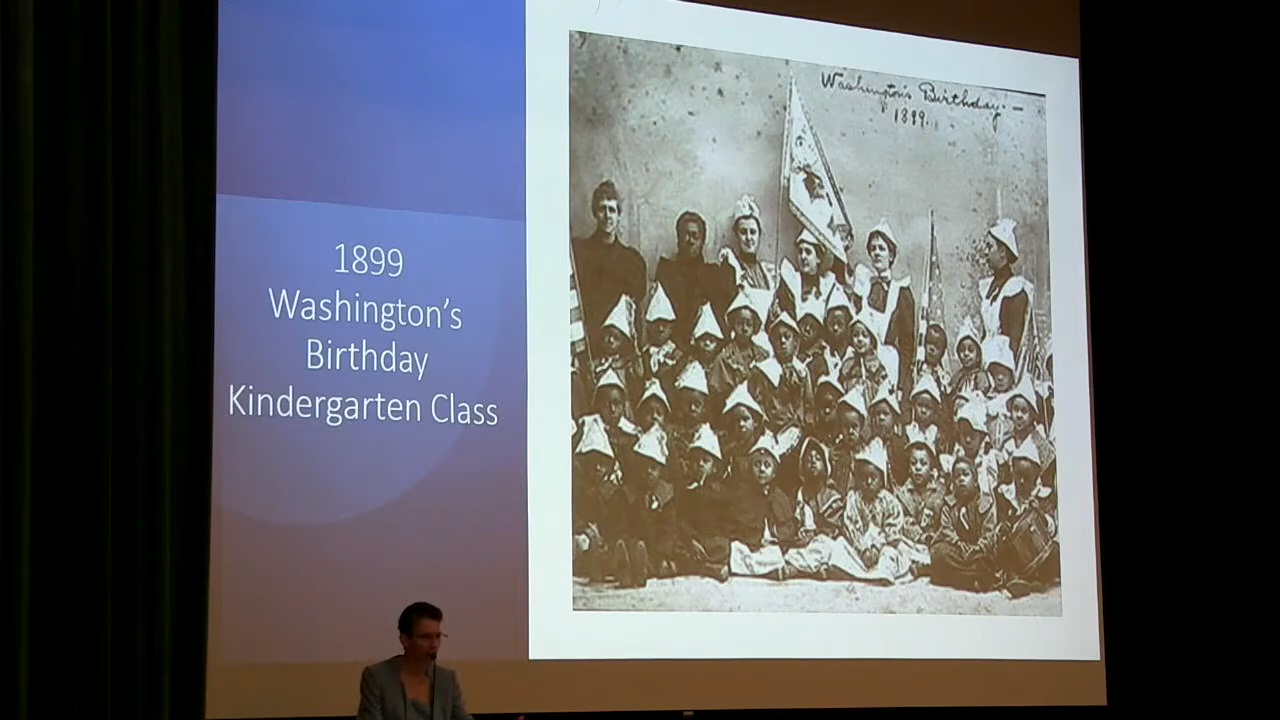 1899
Washington's
Birthday
Kindergarten Class
Washington's Birthday. —
1899.